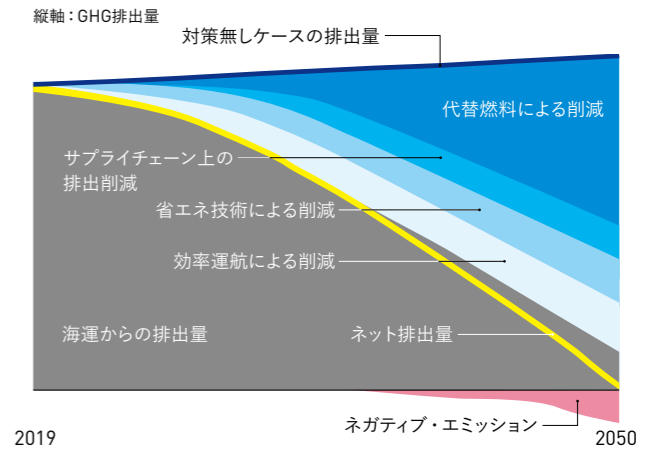 縦軸：GHG排出量
対策無しケースの排出量
代替燃料による削減
サプライチェーン上の
排出削減
省エネ技術による削減
効率運航による削減
海運からの排出量
ネット排出量
ネガティブ・エミッション
2019
2050